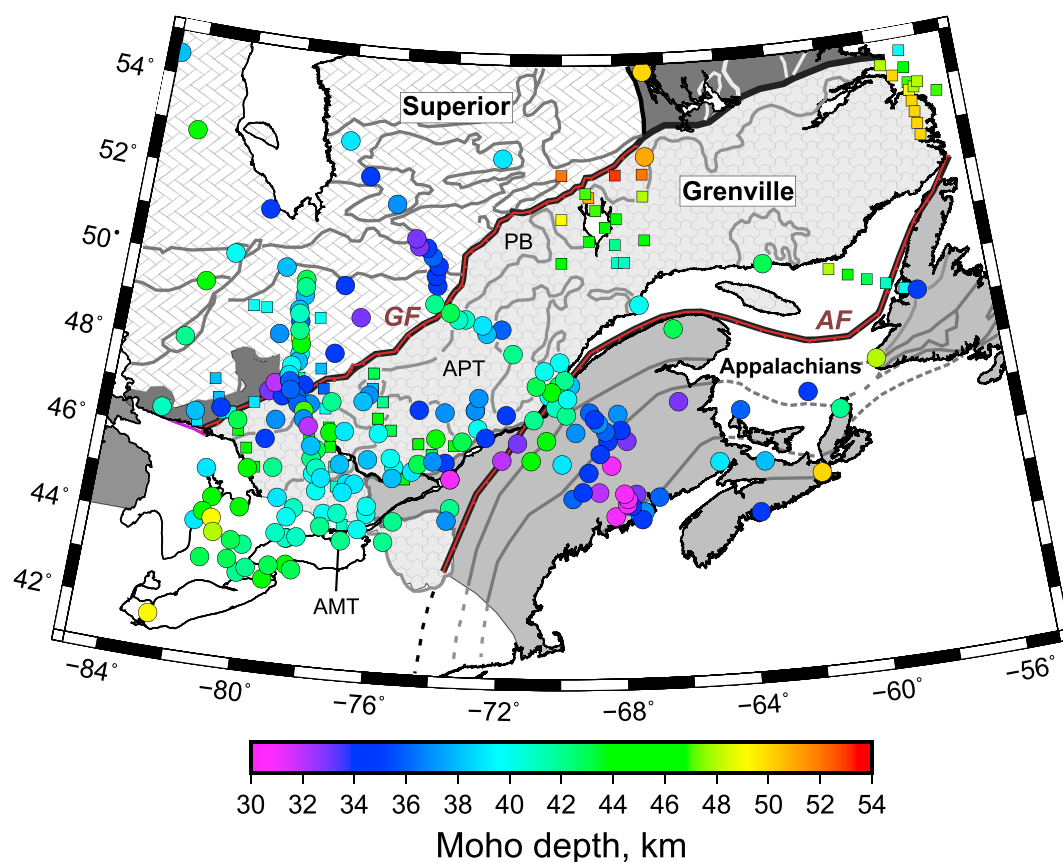 54°
52°
50°
48°
46°
44°
42°
Superior
Grenville
PB
GF
APT
AF
Appalachians
AMT
−84°
−80°
−76°
−72°
−68°
−64°
−60°
−56°
30 32 34 36 38 40 42 44 46 48 50 52 54
Moho depth, km